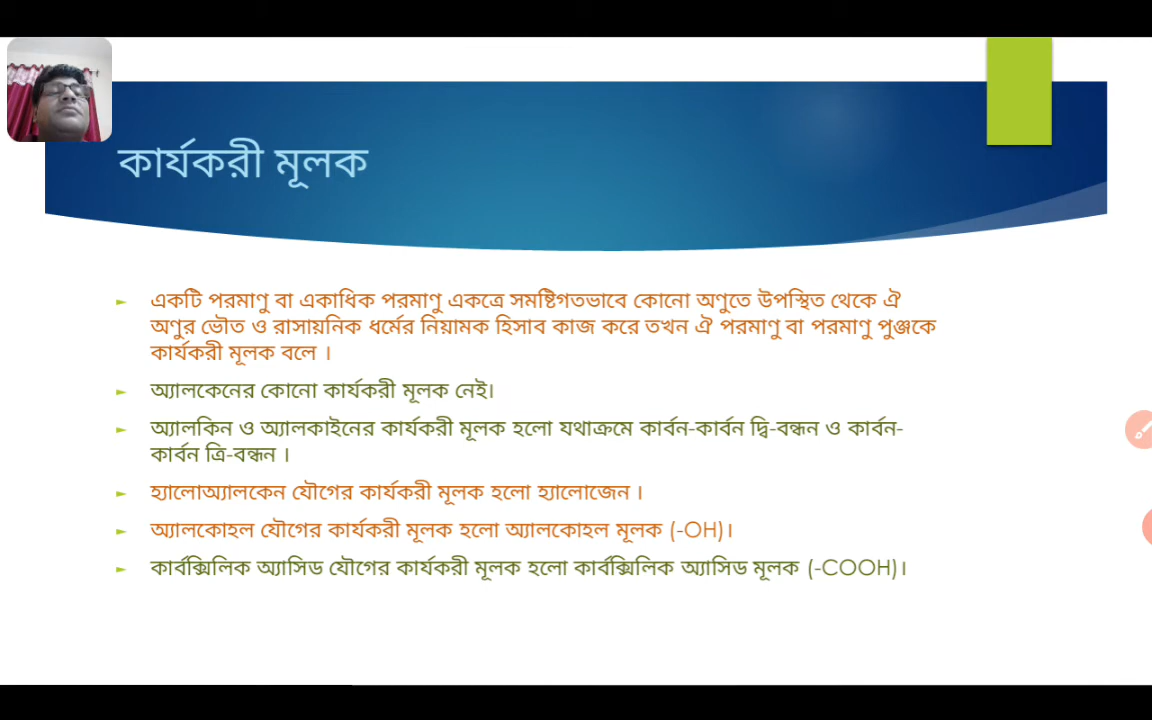 কার্যকরী মূলক
একটি পরমাণু বা একাধিক পরমাণু একত্রে সমষ্টিগতভাবে কোনো অণুতে উপস্থিত থেকে ঐ
অণুর ভৌত ও রাসায়নিক ধর্মের নিয়ামক হিসাব কাজ করে তখন ঐ পরমাণু বা পরমাণু পুঞ্জকে
কার্যকরী মূলক বলে ।
অ্যালকেনের কোনো কার্যকরী মূলক নেই।
অ্যালকিন ও অ্যালকাইনের কার্যকরী মূলক হলো যথাক্রমে কার্বন-কার্বন দ্বি-বন্ধন ও কার্বন-
কার্বন ত্রি-বন্ধন ।
হ্যালোঅ্যালকেন যৌগের কার্যকরী মূলক হলো হ্যালোজেন ।
অ্যালকোহল যৌগের কার্যকরী মূলক হলো অ্যালকোহল মূলক (-OH)।
কার্বক্সিলিক অ্যাসিড যৌগের কার্যকরী মূলক হলো কার্বক্সিলিক অ্যাসিড মূলক (-COOH)।